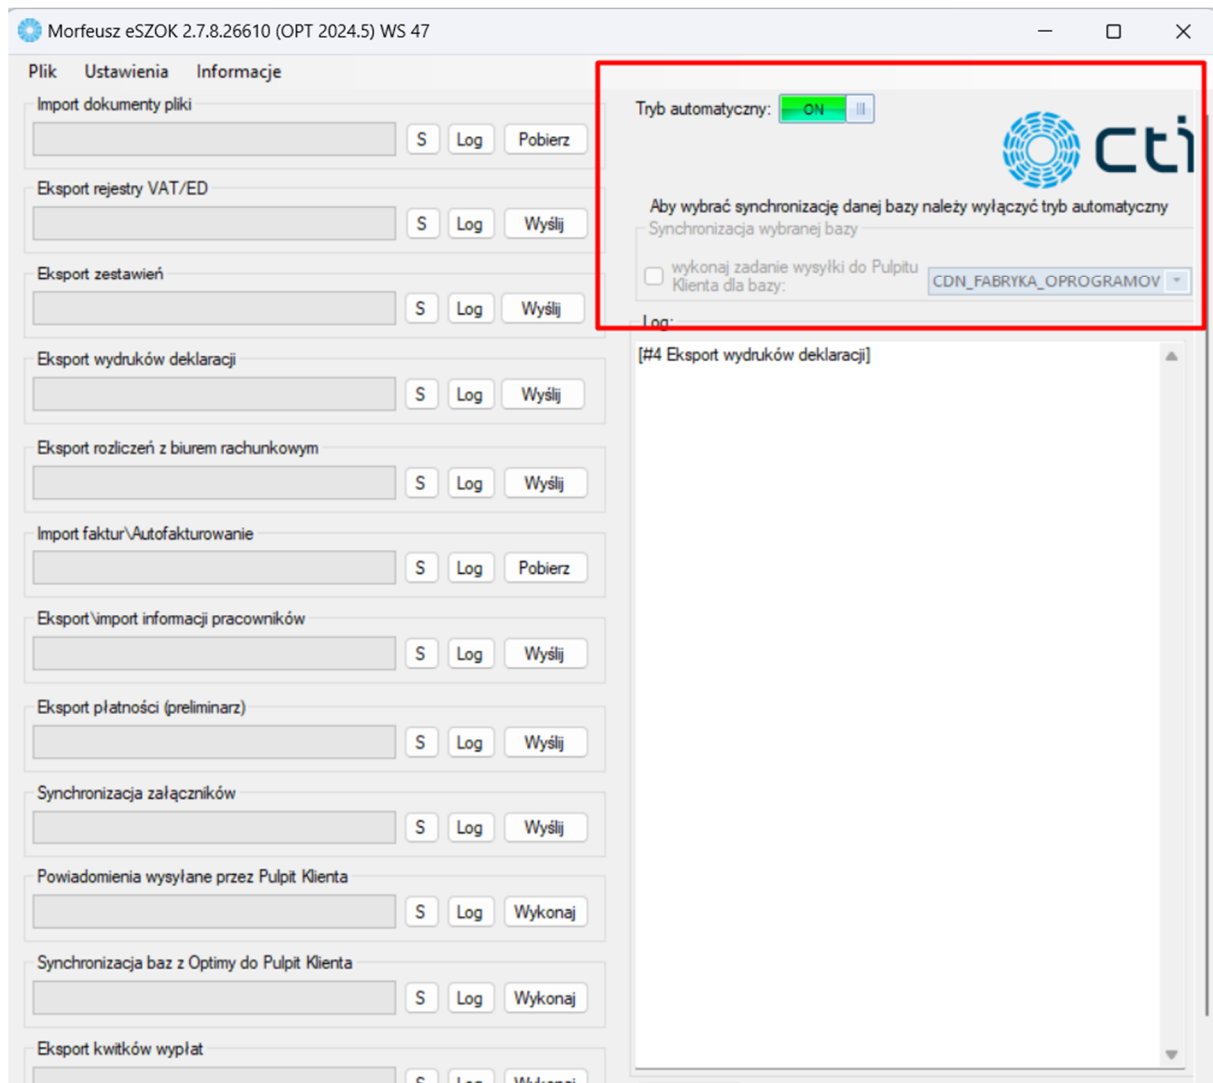 Morfeusz eSZOK 2.7.8.26610 (OPT 2024.5) WS 47
Plik Ustawienia Informacje
Import dokumenty pliki
S Log Pobierz
Eksport rejestry VAT/ED
S Log Wyślij
Eksport zestawień
S Log Wyślij
Eksport wydruków deklaracji
S Log Wyślij
Eksport rozliczeń z biurem rachunkowym
S Log Wyślij
Import faktur\Autofakturowanie
S Log Pobierz
Eksport\import informacji pracowników
S Log Wyślij
Eksport płatności (preliminarz)
S Log Wyślij
Synchronizacja załączników
S Log Wyślij
Powiadomienia wysyłane przez Pulpit Klienta
S Log Wykonaj
Synchronizacja baz z Optimy do Pulpit Klienta
S Log Wykonaj
Eksport kwitków wypłat
S Log Wykonaj
Tryb automatyczny: ON
cti
Aby wybrać synchronizację danej bazy należy wyłączyć tryb automatyczny
Synchronizacja wybranej bazy
wykonaj zadanie wysyłki do Pulpitu
Klienta dla bazy:
CDN_FABRYKA_OPROGRAMOV
Log:
[#4 Eksport wydruków deklaracji]